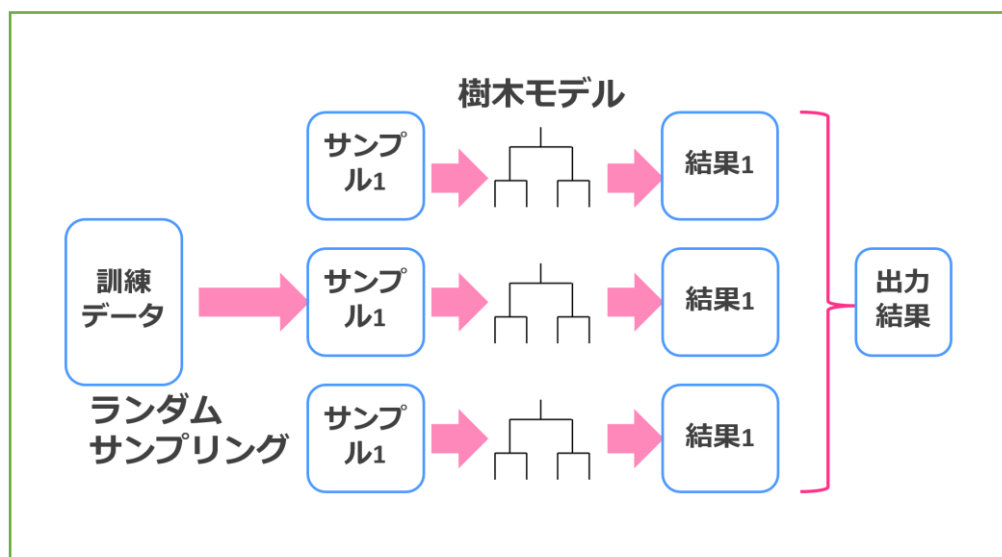 樹木モデル
サンプ
ル1
結果1
訓練
データ
サンプ
ル1
結果1
出力
結果
ランダム
サンプリング
サンプ
ル1
結果1